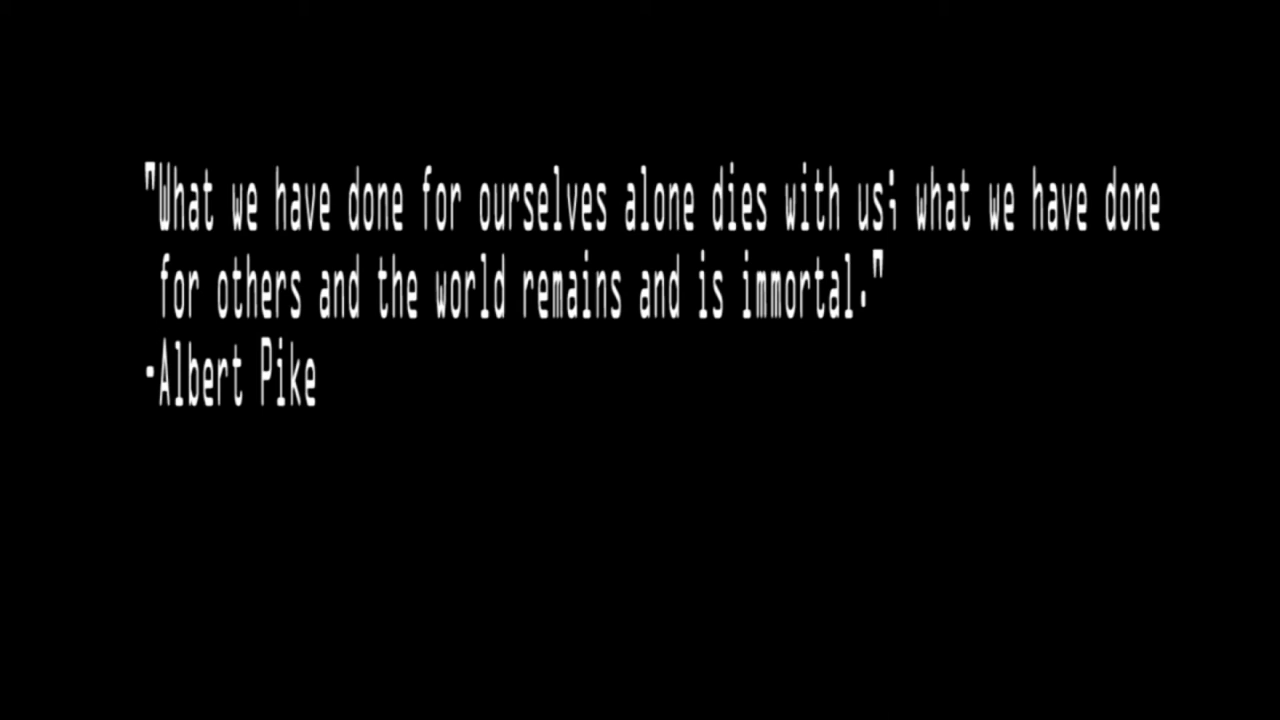 "What we have done for ourselves alone dies with us; what we have done
for others and the world remains and is immortal."
-Albert Pike